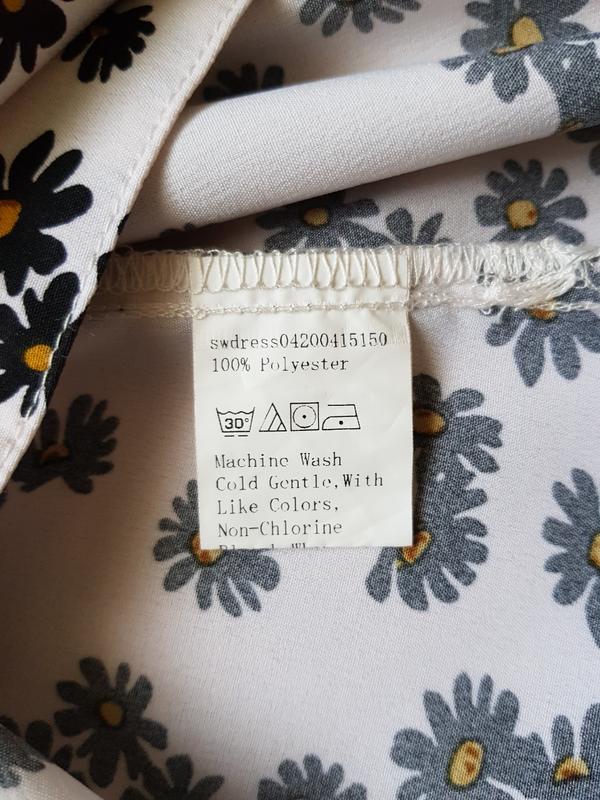 swdress04200415150
100% Polyester
30°
Machine Wash
Cold Gentle,With
Like Colors,
Non-Chlorine